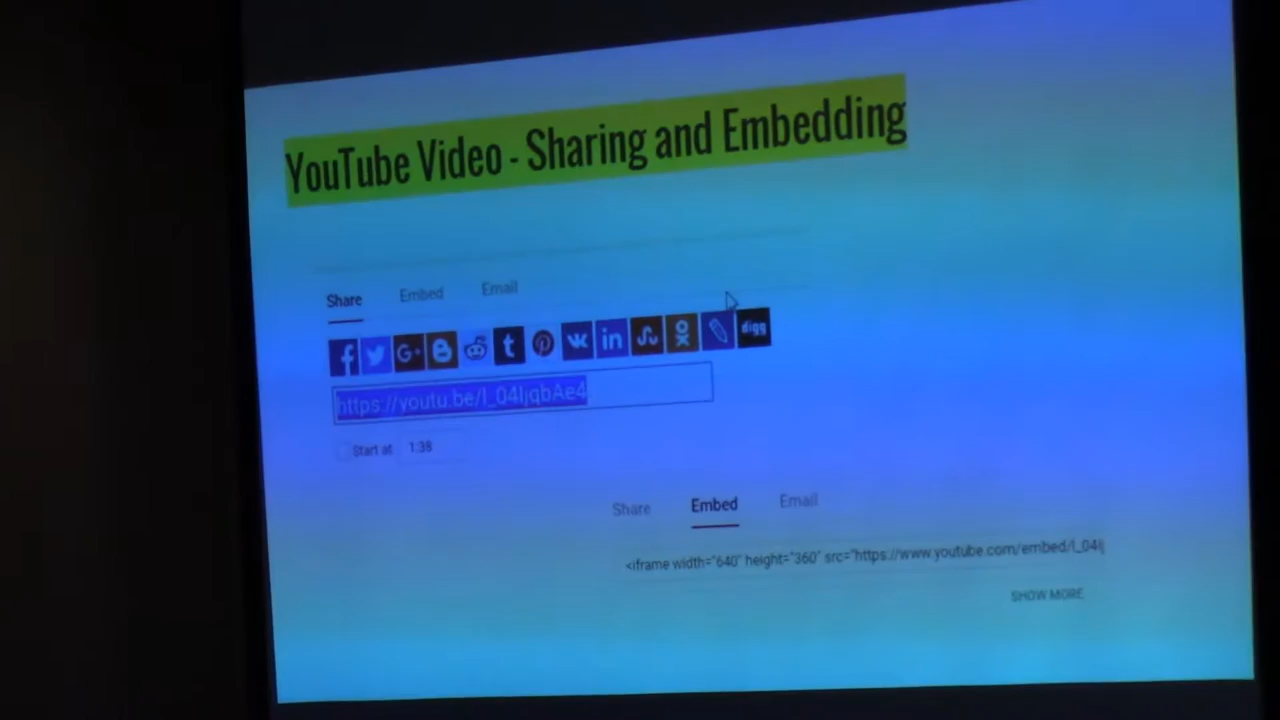 YouTube Video - Sharing and Embedding
Share Embed Email
digg
https://youtu.be/l_04ljqbAe4
Start at 1:38
Share Embed Email
<iframe width="640" height="360" src="https://www.youtube.com/embed/l_04lj
SHOW MORE